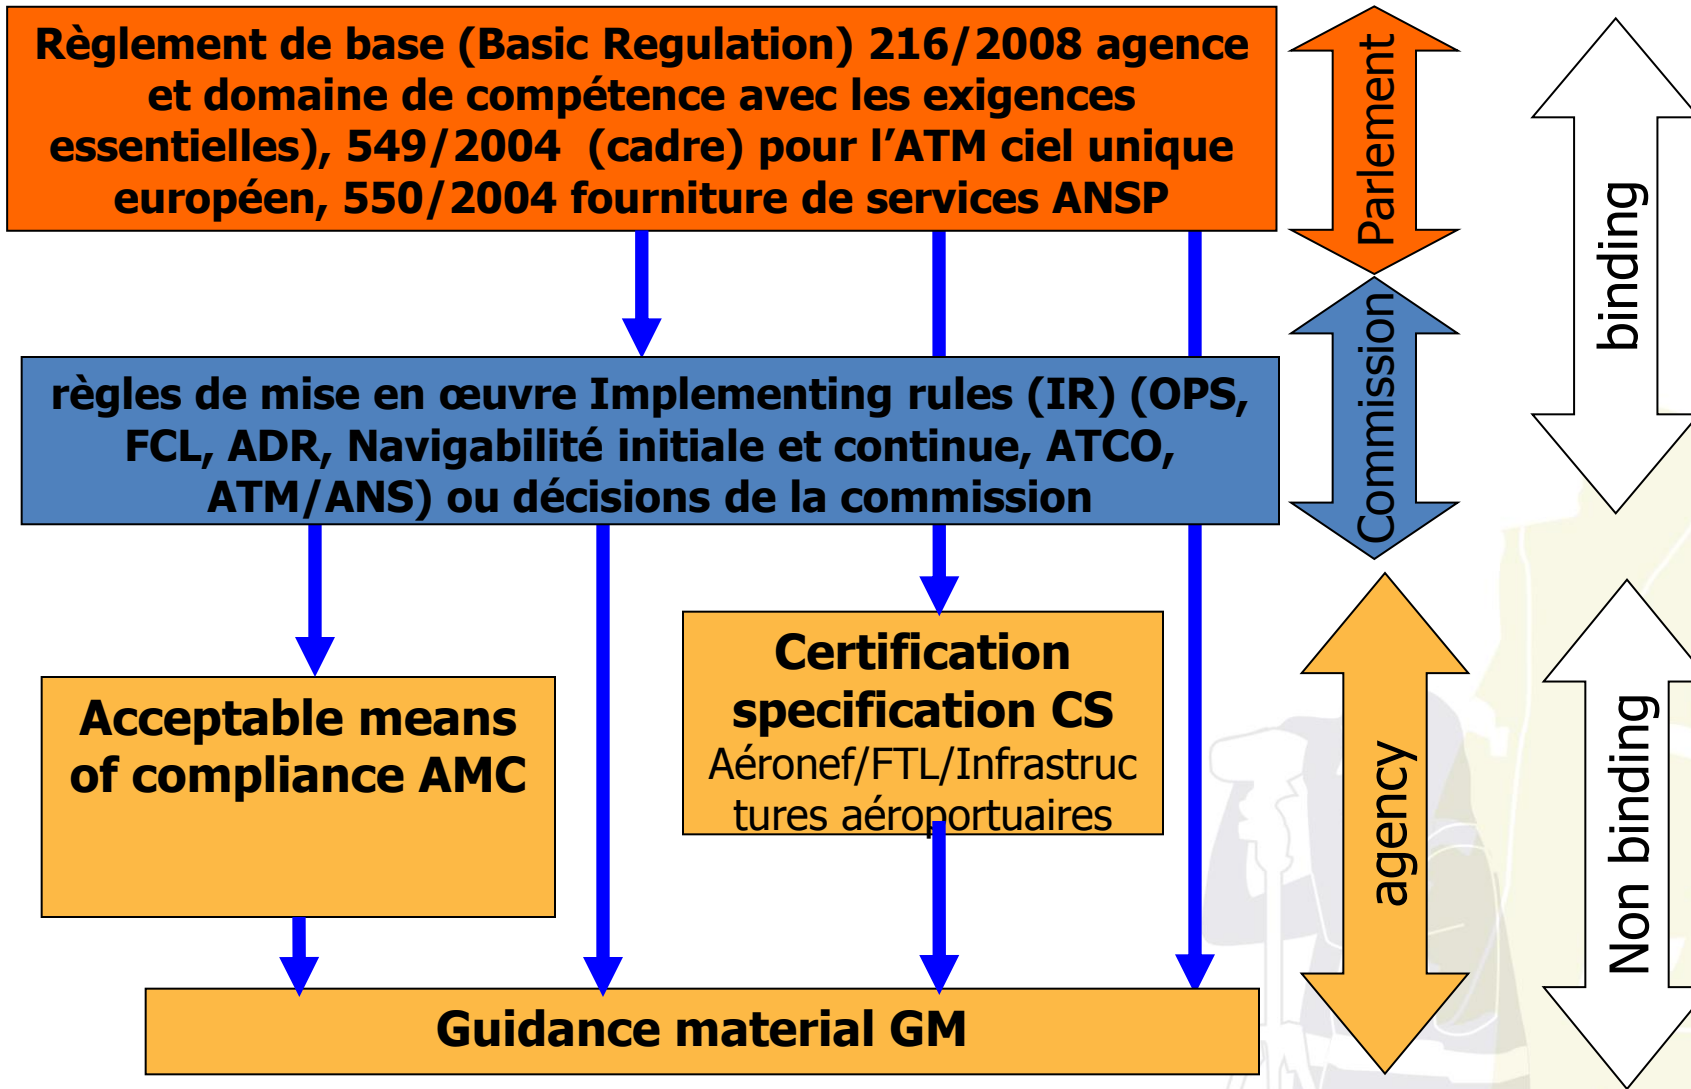 Règlement de base (Basic Regulation) 216/2008 agence
et domaine de compétence avec les exigences
essentielles), 549/2004  (cadre) pour l’ATM ciel unique
européen, 550/2004 fourniture de services ANSP
Parlement
binding
règles de mise en œuvre Implementing rules (IR) (OPS,
FCL, ADR, Navigabilité initiale et continue, ATCO,
ATM/ANS) ou décisions de la commission
Commission
Acceptable means
of compliance AMC
Certification
specification CS
Aéronef/FTL/Infrastruc
tures aéroportuaires
agency
Non binding
Guidance material GM